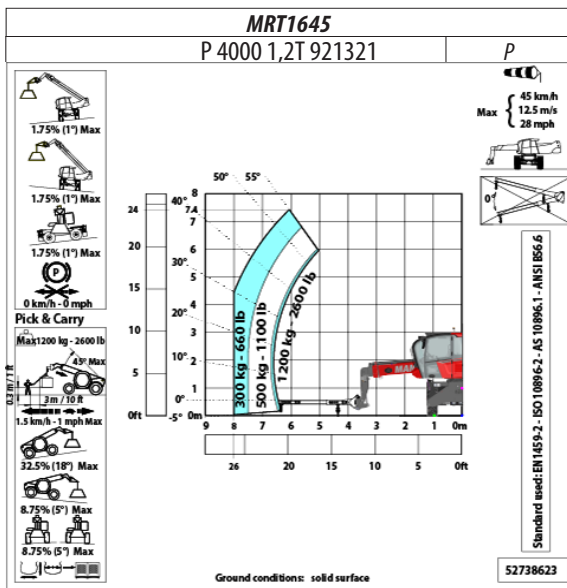 MRT1645
P 4000 1,2T 921321
P
1.75% (1°) Max
1.75% (1°) Max
1.75% (1°) Max
P
0 km/h - 0 mph
Pick & Carry
Max 1200 kg - 2600 lb
45° Max
0.3 m / 1 ft
3 m / 10 ft
1.5 km/h - 1 mph Max
32.5% (18°) Max
8.75% (5°) Max
8.75% (5°) Max
50° 55°
40°
30°
20°
10°
0°
-5°
24
20
15
10
5
0ft
8
7.4
7
6
5
4
3
2
1
0m
300 kg - 660 lb
500 kg - 1100 lb
1200 kg - 2600 lb
MAN
9 8 7 6 5 4 3 2 1 0m
26 20 15 10 5 0ft
Max
45 km/h
12.5 m/s
28 mph
0°
Standard used: EN1459-2 - ISO 10896-2 - AS 10896.1 - ANSI B56.6
Ground conditions: solid surface
52738623